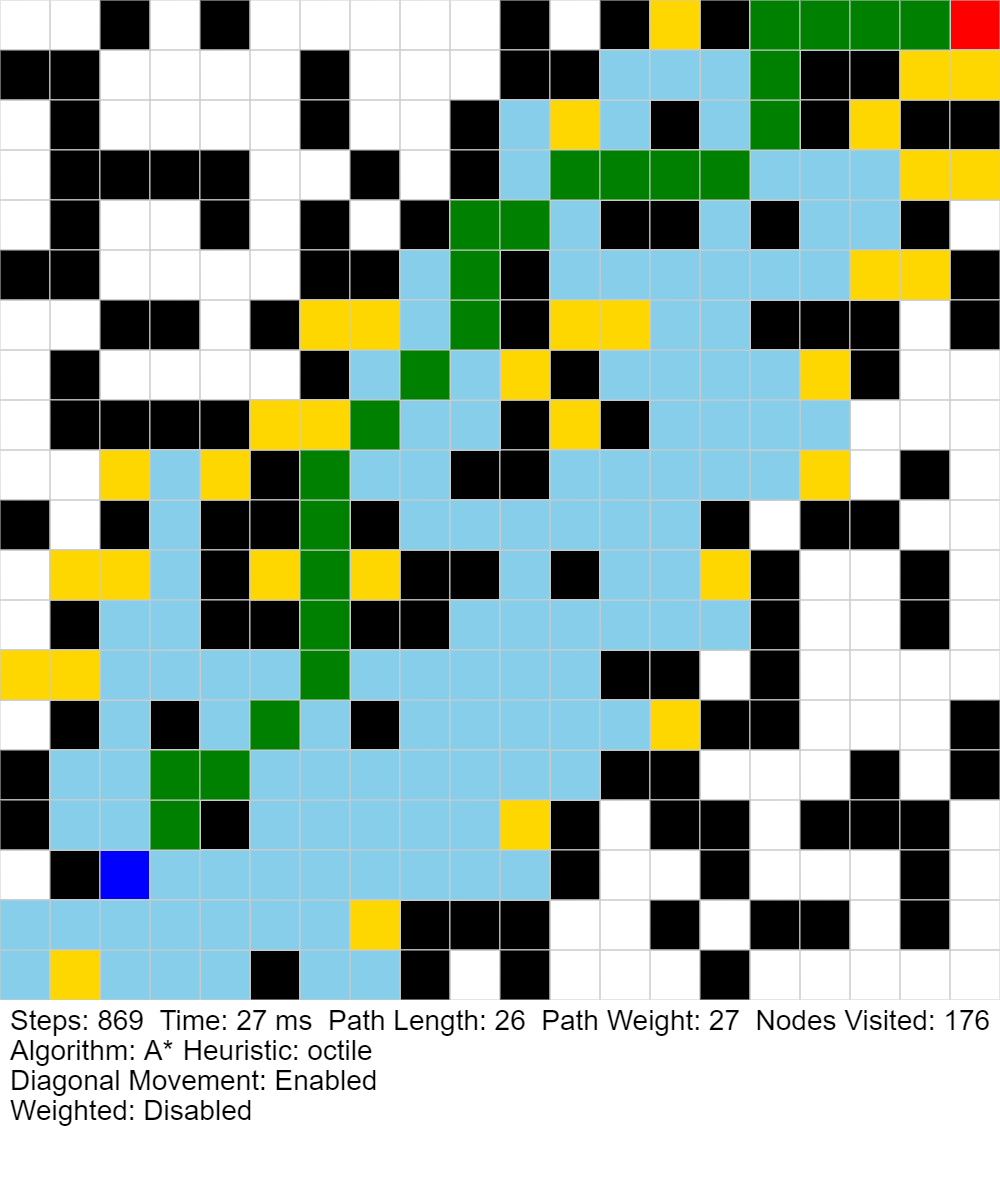 Steps: 869  Time: 27 ms  Path Length: 26  Path Weight: 27  Nodes Visited: 176
Algorithm: A* Heuristic: octile
Diagonal Movement: Enabled
Weighted: Disabled